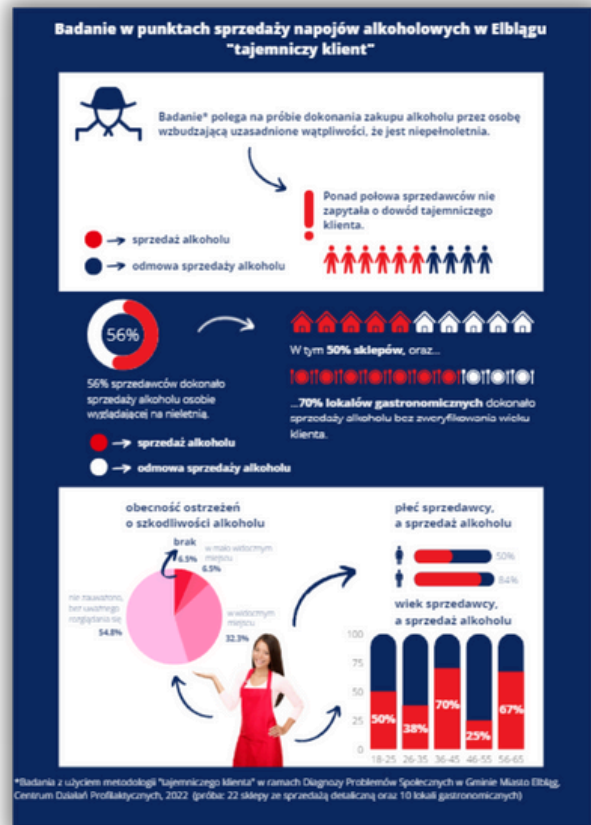 Badanie w punktach sprzedaży napojów alkoholowych w Elblągu
"tajemniczy klient"
Badanie* polega na próbie dokonania zakupu alkoholu przez osobę
wzbudzającą uzasadnione wątpliwości, że jest niepełnoletnia.
Ponad połowa sprzedawców nie
zapytała o dowód tajemniczego
klienta.
sprzedaż alkoholu
odmowa sprzedaży alkoholu
56%
56% sprzedawców dokonało
sprzedaży alkoholu osobie
wyglądającej na nieletnią.
sprzedaż alkoholu
odmowa sprzedaży alkoholu
W tym 50% sklepów, oraz...
...70% lokalów gastronomicznych dokonało
sprzedaży alkoholu bez zweryfikowania wieku
klienta.
obecność ostrzeżeń
o szkodliwości alkoholu
brak
6.5%
w mało widocznym
miejscu
6.5%
nie zauważono,
bez uważnego
rozglądania się
54.8%
w widocznym
miejscu
32.3%
płeć sprzedawcy,
a sprzedaż alkoholu
50%
84%
wiek sprzedawcy,
a sprzedaż alkoholu
100
75
50
25
0
50%
38%
70%
25%
67%
18-25
26-35
36-45
46-55
56-65
*Badania z użyciem metodologii "tajemniczego klienta" w ramach Diagnozy Problemów Społecznych w Gminie Miasto Elbląg,
Centrum Działań Profilaktycznych, 2022 (próba: 22 sklepy ze sprzedażą detaliczną oraz 10 lokali gastronomicznych)